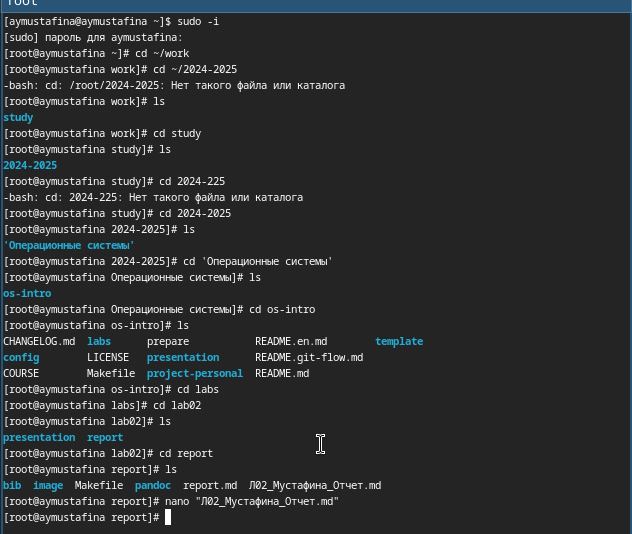 root
[aymustafina@aymustafina ~]$ sudo -i
[sudo] пароль для aymustafina:
[root@aymustafina ~]# cd ~/work
[root@aymustafina work]# cd ~/2024-2025
-bash: cd: /root/2024-2025: Нет такого файла или каталога
[root@aymustafina work]# ls
study
[root@aymustafina work]# cd study
[root@aymustafina study]# ls
2024-2025
[root@aymustafina study]# cd 2024-225
-bash: cd: 2024-225: Нет такого файла или каталога
[root@aymustafina study]# cd 2024-2025
[root@aymustafina 2024-2025]# ls
'Операционные системы'
[root@aymustafina 2024-2025]# cd 'Операционные системы'
[root@aymustafina Операционные системы]# ls
os-intro
[root@aymustafina Операционные системы]# cd os-intro
[root@aymustafina os-intro]# ls
CHANGELOG.md  labs      prepare           README.en.md        template
config        LICENSE   presentation      README.git-flow.md
COURSE        Makefile  project-personal  README.md
[root@aymustafina os-intro]# cd labs
[root@aymustafina labs]# cd lab02
[root@aymustafina lab02]# ls
presentation  report
[root@aymustafina lab02]# cd report
[root@aymustafina report]# ls
bib  image  Makefile  pandoc  report.md  Л02_Мустафина_Отчет.md
[root@aymustafina report]# nano "Л02_Мустафина_Отчет.md"
[root@aymustafina report]#